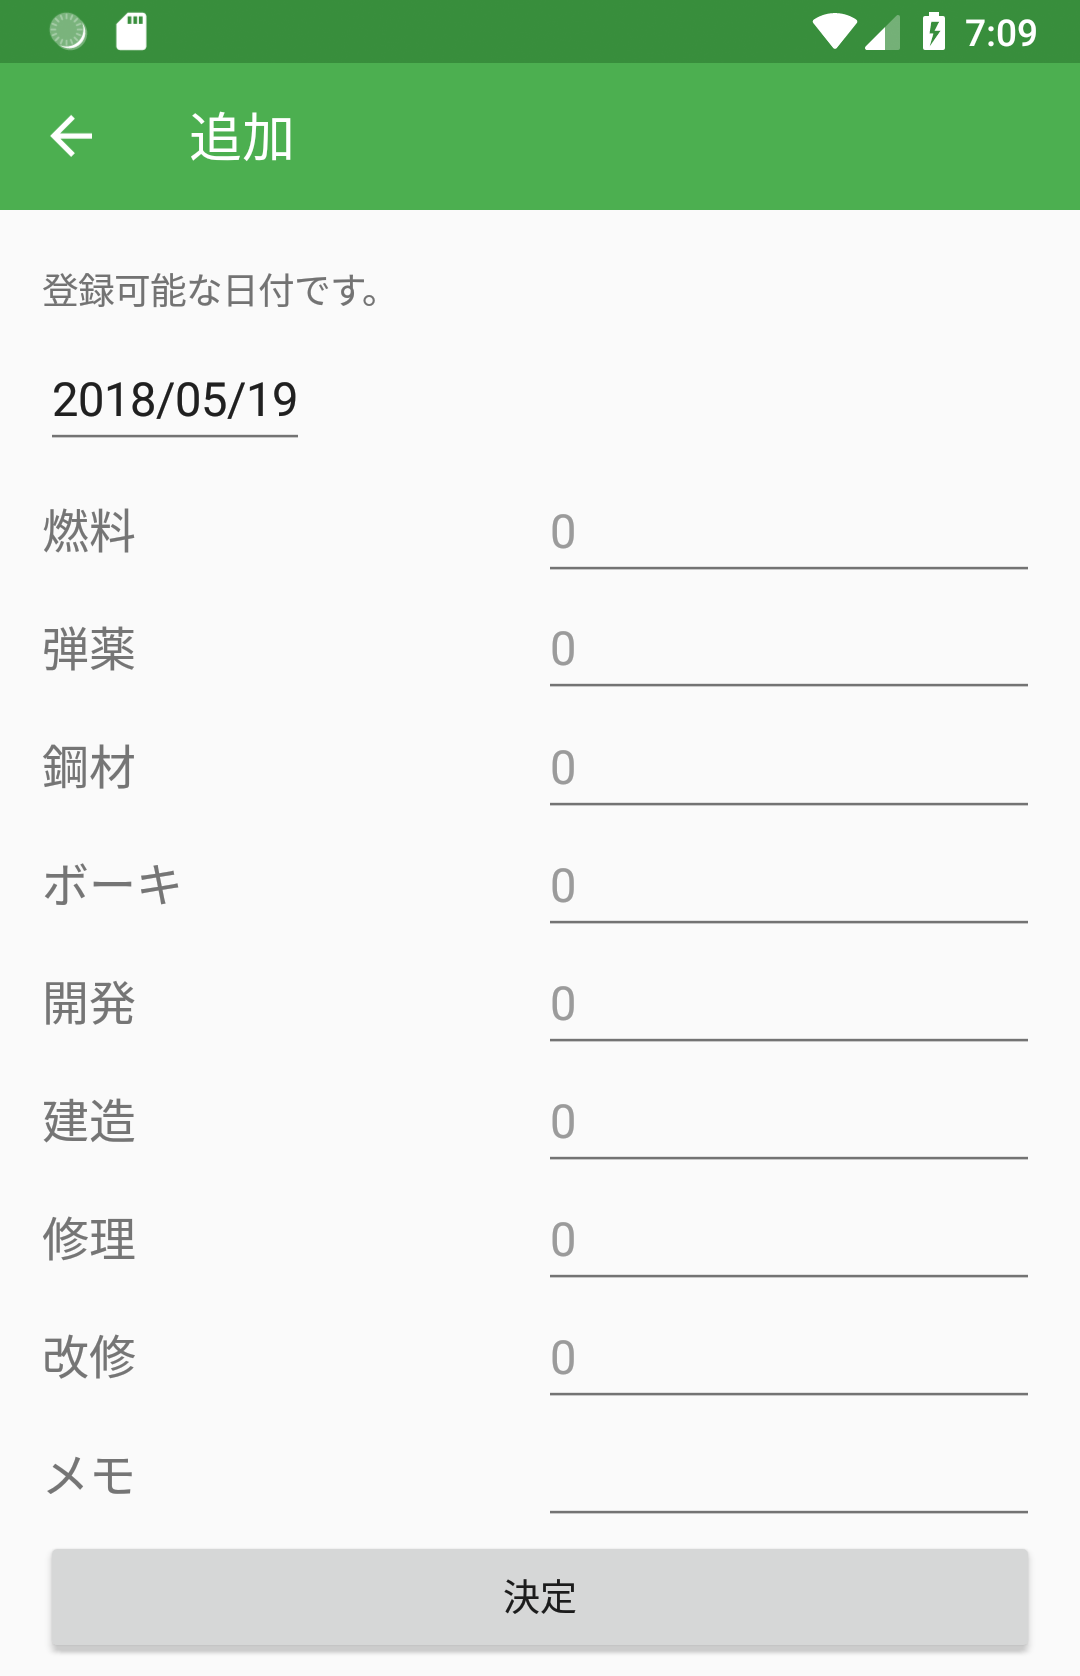 7:09
追加
登録可能な日付です。
2018/05/19
燃料 0
弾薬 0
鋼材 0
ボーキ 0
開発 0
建造 0
修理 0
改修 0
メモ
決定